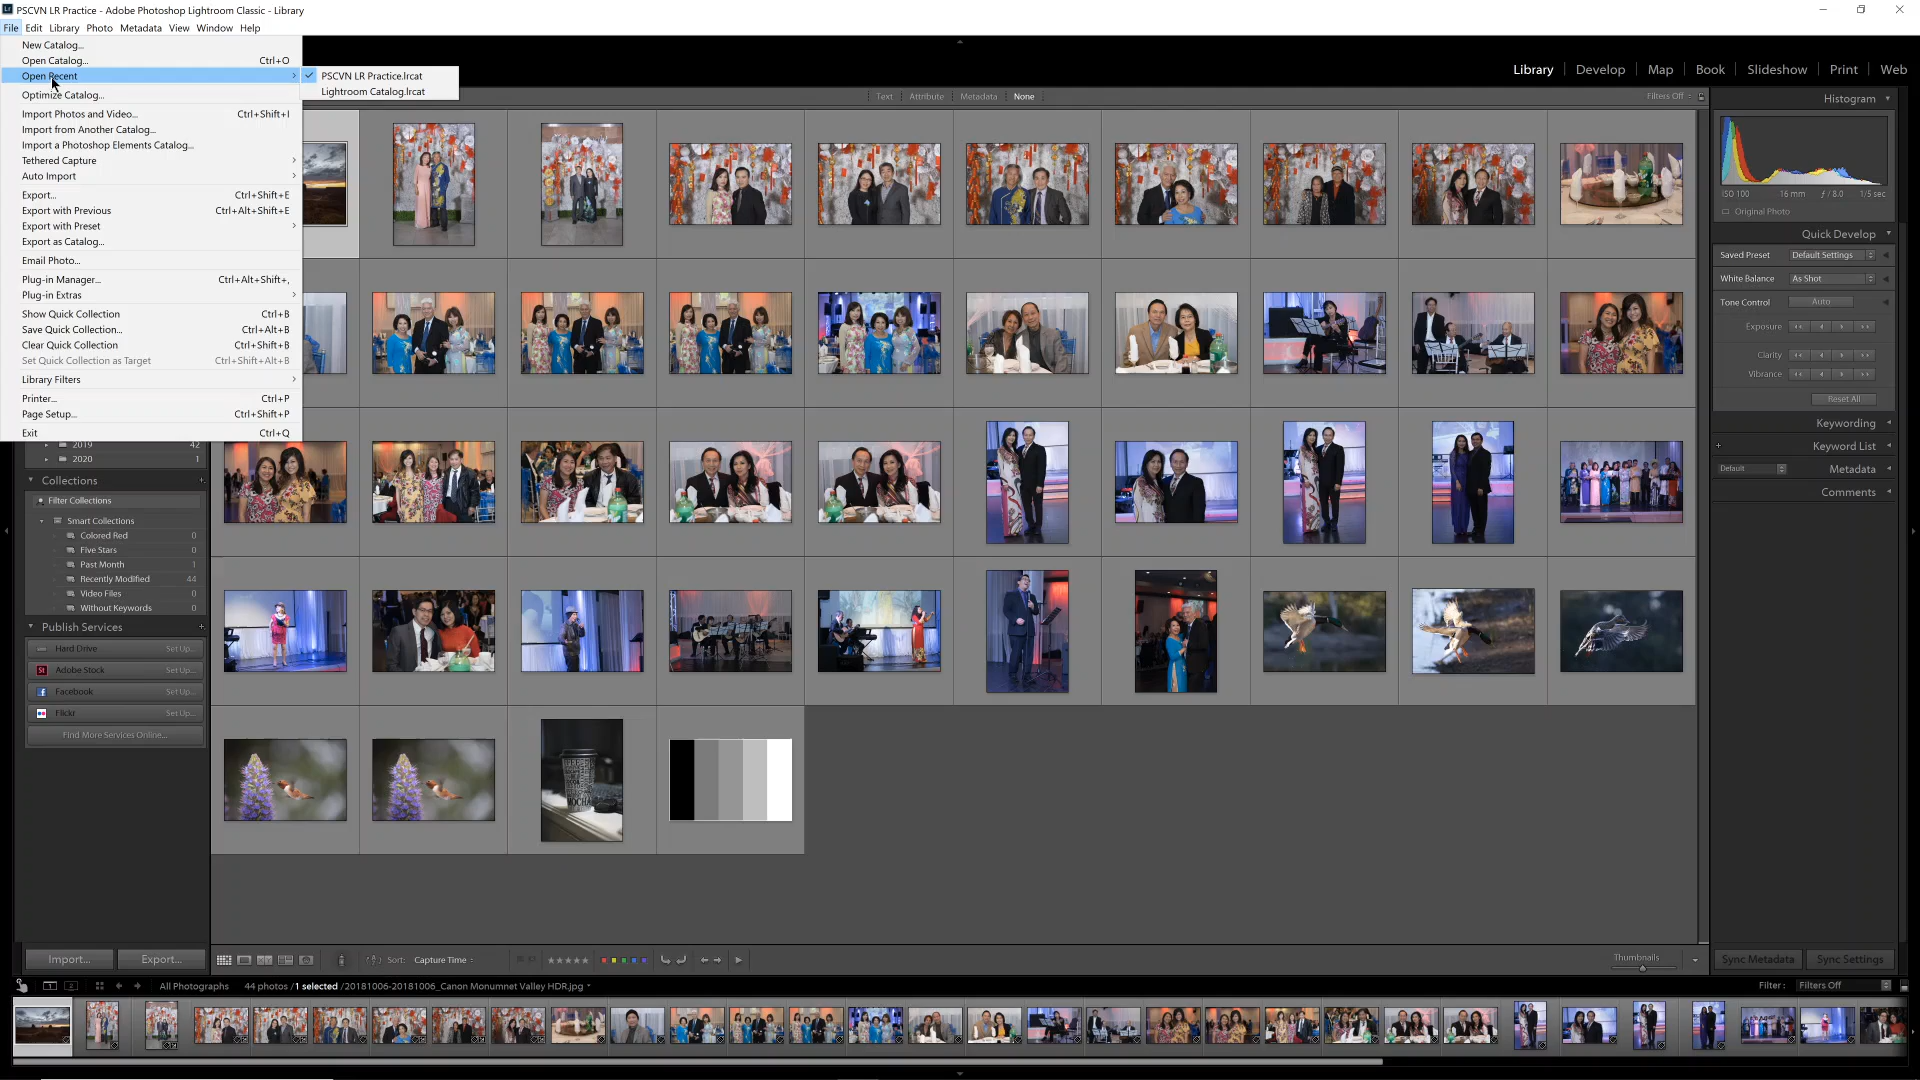 PSCVN LR Practice - Adobe Photoshop Lightroom Classic - Library
File Edit Library Photo Metadata View Window Help
New Catalog...
Open Catalog... Ctrl+O
Open Recent
PSCVN LR Practice.lrcat
Lightroom Catalog.lrcat
Optimize Catalog...
Import Photos and Video... Ctrl+Shift+I
Import from Another Catalog...
Import a Photoshop Elements Catalog...
Tethered Capture
Auto Import
Export... Ctrl+Shift+E
Export with Previous Ctrl+Alt+Shift+E
Export with Preset
Export as Catalog...
Email Photo...
Plug-in Manager... Ctrl+Alt+Shift+,
Plug-in Extras
Show Quick Collection Ctrl+B
Save Quick Collection... Ctrl+Alt+B
Clear Quick Collection Ctrl+Shift+B
Set Quick Collection as Target Ctrl+Shift+Alt+B
Library Filters
Printer... Ctrl+P
Page Setup... Ctrl+Shift+P
Exit Ctrl+Q
2019 42
2020 1
Collections
Filter Collections
Smart Collections
Colored Red 0
Five Stars 0
Past Month 1
Recently Modified 44
Video Files 0
Without Keywords 0
Publish Services
Hard Drive Set Up...
St Adobe Stock Set Up...
Facebook Set Up...
Flickr Set Up...
Find More Services Online...
Import... Export...
Library | Develop | Map | Book | Slideshow | Print | Web
Text Attribute Metadata None
Filters Off
MOCHA
Histogram
ISO 100 16 mm ƒ / 8.0 1/5 sec
Original Photo
Quick Develop
Saved Preset Default Settings
White Balance As Shot
Tone Control Auto
Exposure
Clarity
Vibrance
Reset All
Keywording
Keyword List
Default Metadata
Comments
Sort: Capture Time
Thumbnails
Sync Metadata Sync Settings
1 2 All Photographs 44 photos / 1 selected / 20181006-20181006_Canon Monumnet Valley HDR.jpg
Filter : Filters Off